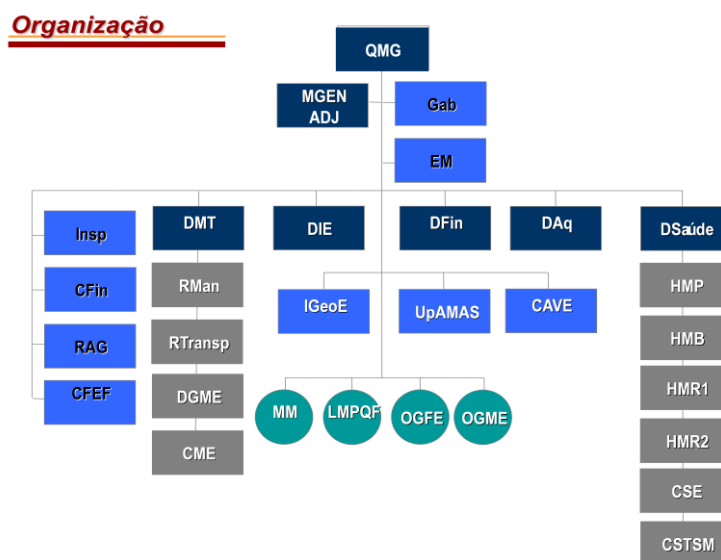 Organização
QMG
MGEN
ADJ
Gab
EM
Insp
DMT
DIE
DFin
DAq
DSaúde
CFin
RMan
IGeoE
UpAMAS
CAVE
HMP
RAG
RTransp
HMB
CFEF
DGME
MM
LMPQF
OGFE
OGME
HMR1
CME
HMR2
CSE
CSTSM